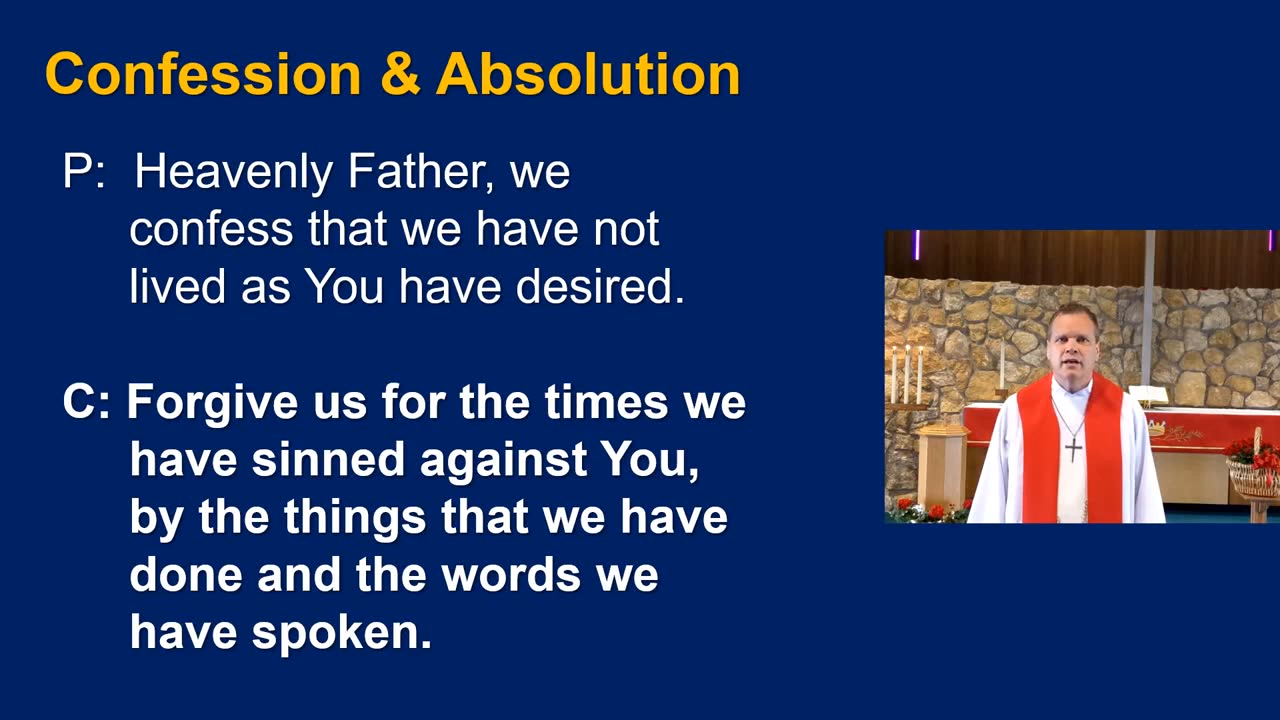 Confession & Absolution
P: Heavenly Father, we
confess that we have not
lived as You have desired.
C: Forgive us for the times we
have sinned against You,
by the things that we have
done and the words we
have spoken.